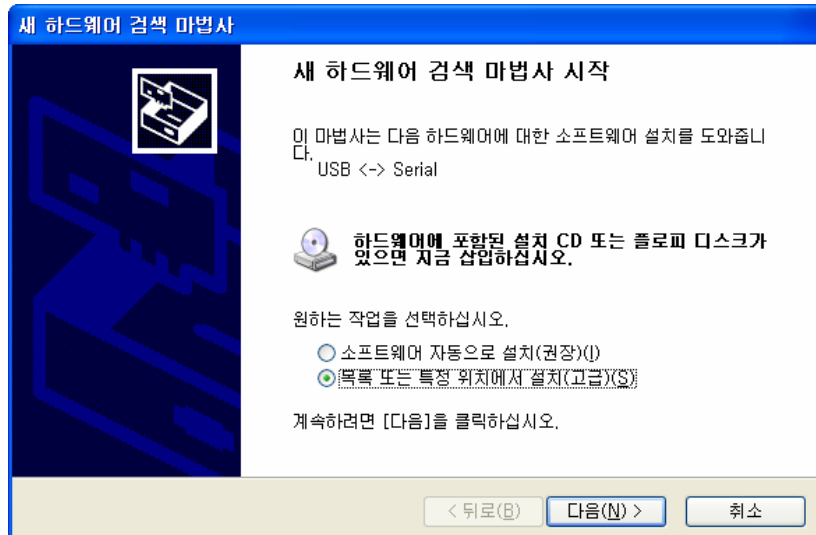 새 하드웨어 검색 마법사
새 하드웨어 검색 마법사 시작
이 마법사는 다음 하드웨어에 대한 소프트웨어 설치를 도와줍니
다.
USB <-> Serial
하드웨어에 포함된 설치 CD 또는 플로피 디스크가
있으면 지금 삽입하십시오.
원하는 작업을 선택하십시오.
소프트웨어 자동으로 설치(권장)(I)
목록 또는 특정 위치에서 설치(고급)(S)
계속하려면 [다음]을 클릭하십시오.
< 뒤로(B) 다음(N) > 취소